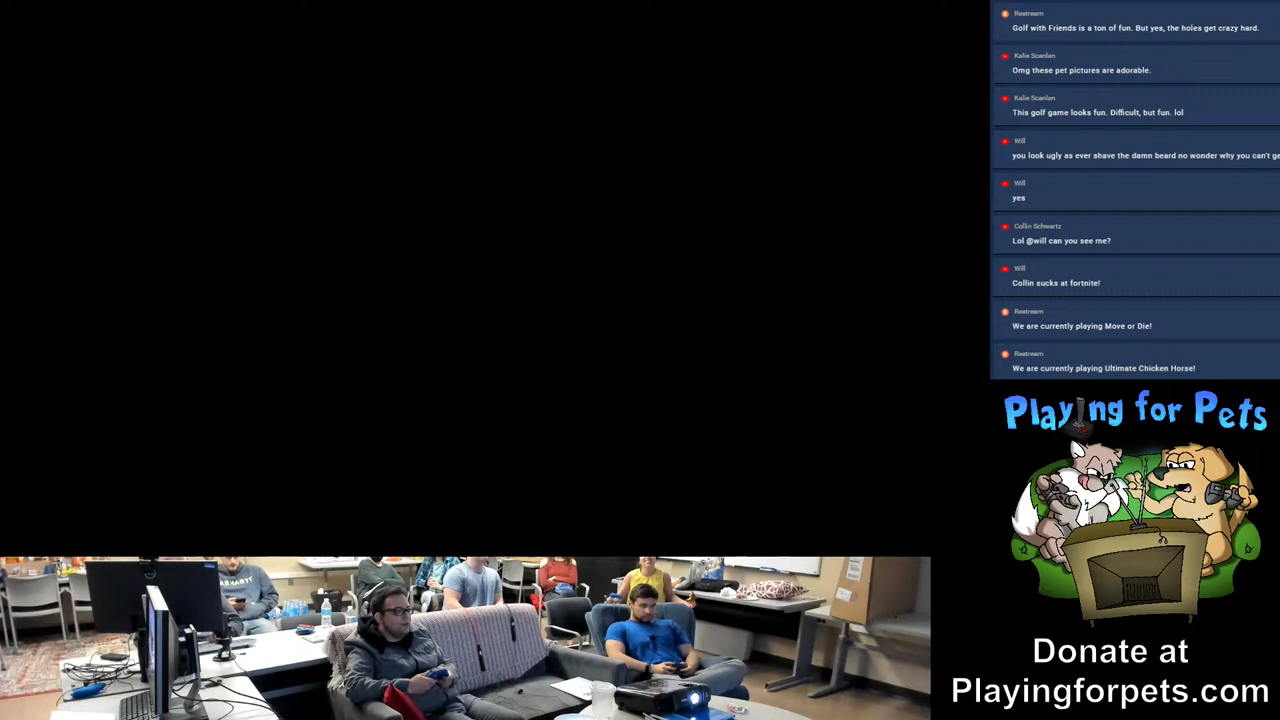 Restream
Golf with Friends is a ton of fun. But yes, the holes get crazy hard.
Kalie Scanlan
Omg these pet pictures are adorable.
Kalie Scanlan
This golf game looks fun. Difficult, but fun. lol
Will
you look ugly as ever shave the damn beard no wonder why you can't ge
Will
yes
Collin Schwartz
Lol @will can you see me?
Will
Collin sucks at fortnite!
Restream
We are currently playing Move or Die!
Restream
We are currently playing Ultimate Chicken Horse!
Playing for Pets
Donate at
Playingforpets.com